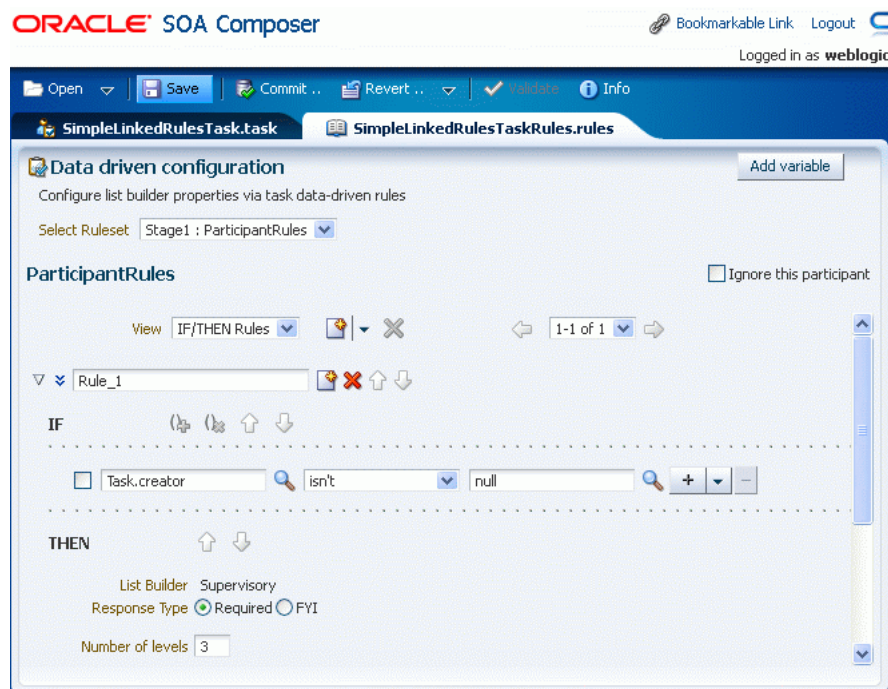 ORACLE SOA Composer
Bookmarkable Link Logout
Logged in as weblogic
Open Save Commit .. Revert .. Validate Info
SimpleLinkedRulesTask.task SimpleLinkedRulesTaskRules.rules
Data driven configuration Add variable
Configure list builder properties via task data-driven rules
Select Ruleset Stage1 : ParticipantRules
ParticipantRules Ignore this participant
View IF/THEN Rules 1-1 of 1
Rule_1
IF
Task.creator isn't null
THEN
List Builder Supervisory
Response Type Required FYI
Number of levels 3